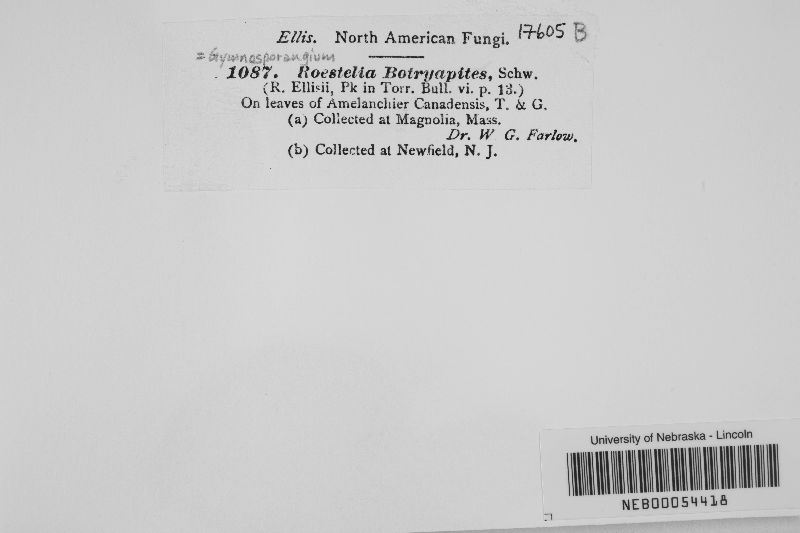 Ellis. North American Fungi. 17605 B
= Gymnosporangium
1087. Roestelia Botryapites, Schw.
(R. Ellisii, Pk in Torr. Bull. vi. p. 13.)
On leaves of Amelanchier Canadensis, T. & G.
(a) Collected at Magnolia, Mass.
Dr. W G. Farlow.
(b) Collected at Newfield, N. J.
University of Nebraska - Lincoln
NEB00054418